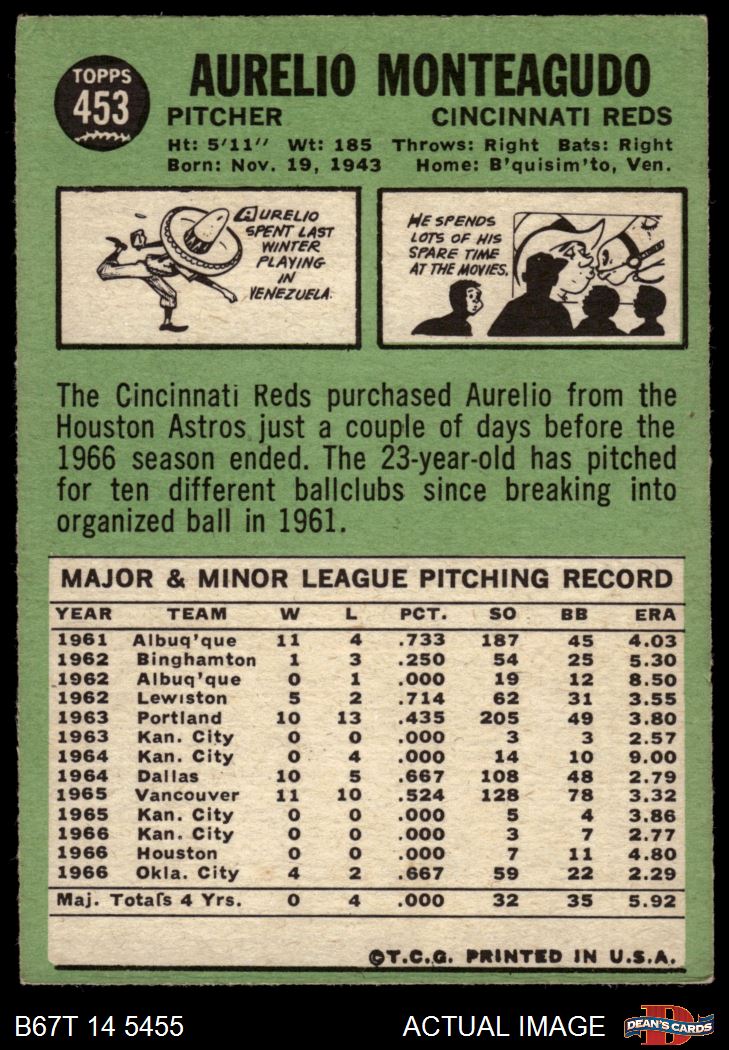 TOPPS
453
AURELIO MONTEAGUDO
PITCHER CINCINNATI REDS
Ht: 5'11" Wt: 185 Throws: Right Bats: Right
Born: Nov. 19, 1943 Home: B'quisim'to, Ven.
AURELIO
SPENT LAST
WINTER
PLAYING
IN
VENEZUELA.
HE SPENDS
LOTS OF HIS
SPARE TIME
AT THE MOVIES.
The Cincinnati Reds purchased Aurelio from the
Houston Astros just a couple of days before the
1966 season ended. The 23-year-old has pitched
for ten different ballclubs since breaking into
organized ball in 1961.
MAJOR & MINOR LEAGUE PITCHING RECORD
YEAR TEAM W L PCT. SO BB ERA
1961 Albuq'que 11 4 .733 187 45 4.03
1962 Binghamton 1 3 .250 54 25 5.30
1962 Albuq'que 0 1 .000 19 12 8.50
1962 Lewiston 5 2 .714 62 31 3.55
1963 Portland 10 13 .435 205 49 3.80
1963 Kan. City 0 0 .000 3 3 2.57
1964 Kan. City 0 4 .000 14 10 9.00
1964 Dallas 10 5 .667 108 48 2.79
1965 Vancouver 11 10 .524 128 78 3.32
1965 Kan. City 0 0 .000 5 4 3.86
1966 Kan. City 0 0 .000 3 7 2.77
1966 Houston 0 0 .000 7 11 4.80
1966 Okla. City 4 2 .667 59 22 2.29
Maj. Totals 4 Yrs. 0 4 .000 32 35 5.92
©T.C.G. PRINTED IN U.S.A.
B67T 14 5455 ACTUAL IMAGE
D
DEAN'S CARDS